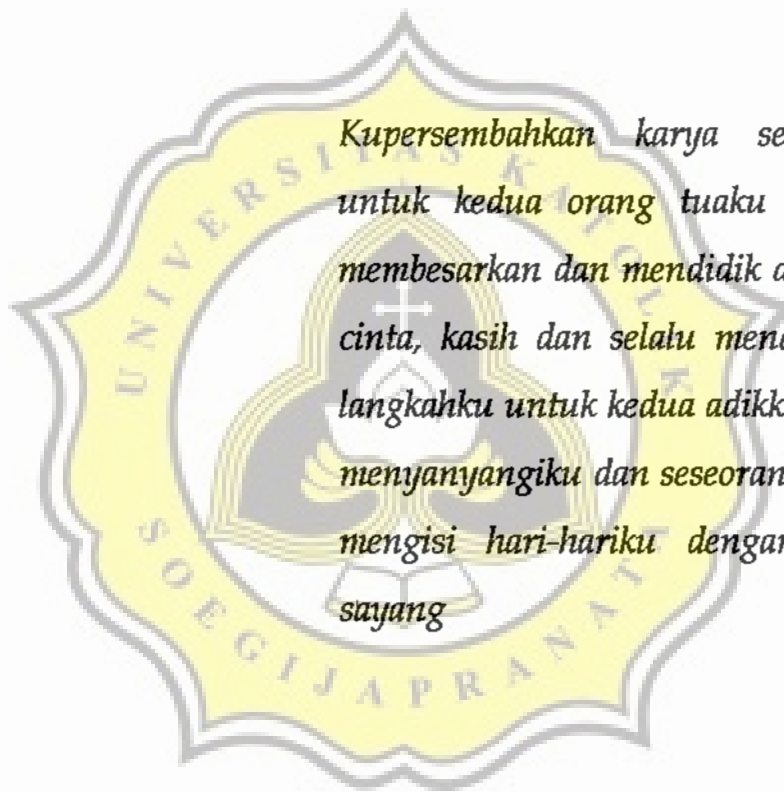 Kupersembahkan karya se
untuk kedua orang tuaku
membesarkan dan mendidik a
cinta, kasih dan selalu mend
langkahku untuk kedua adikk
menyanyangiku dan seseoran
mengisi hari-hariku dengan
sayang
UNIVERSITAS KATOLIK
SOEGIJAPRANATA